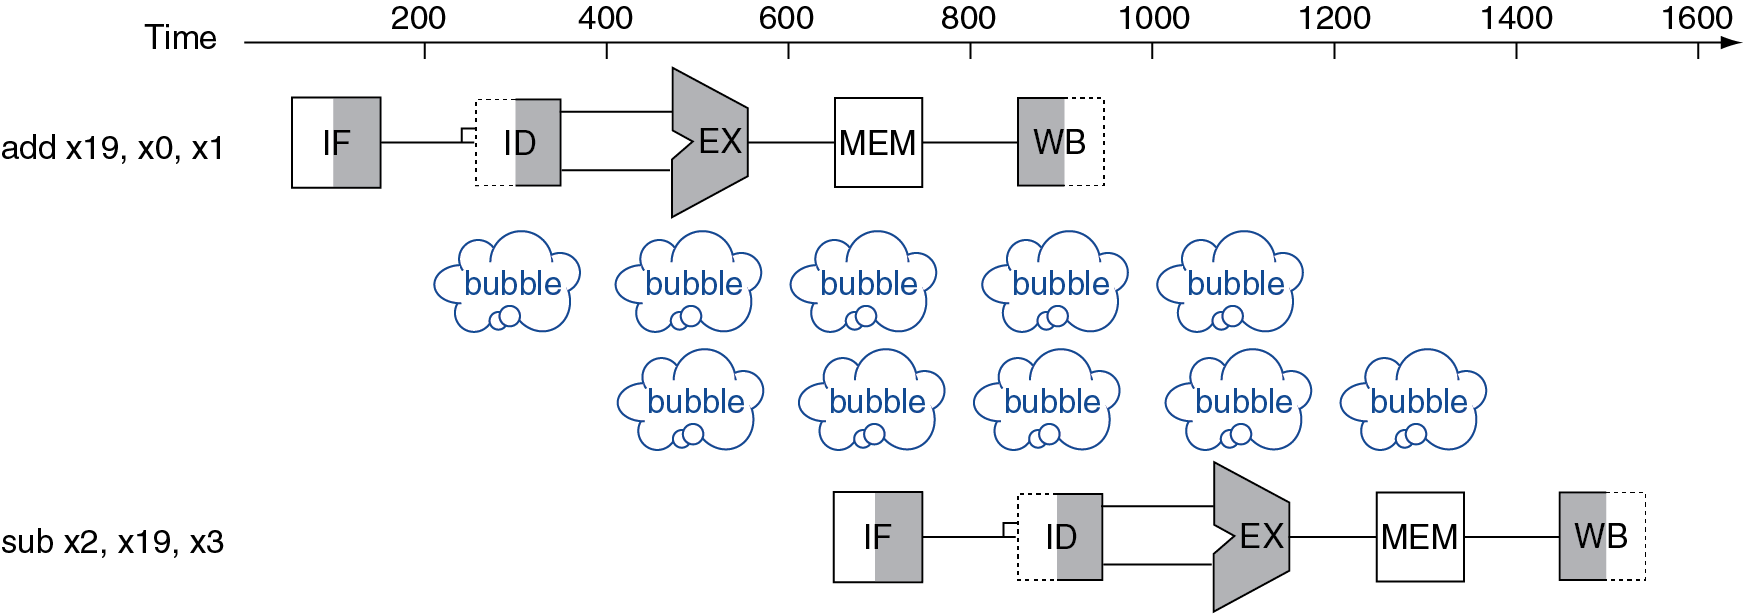 200 400 600 800 1000 1200 1400 1600
Time
add x19, x0, x1 IF ID EX MEM WB
bubble bubble bubble bubble bubble
bubble bubble bubble bubble bubble
sub x2, x19, x3 IF ID EX MEM WB